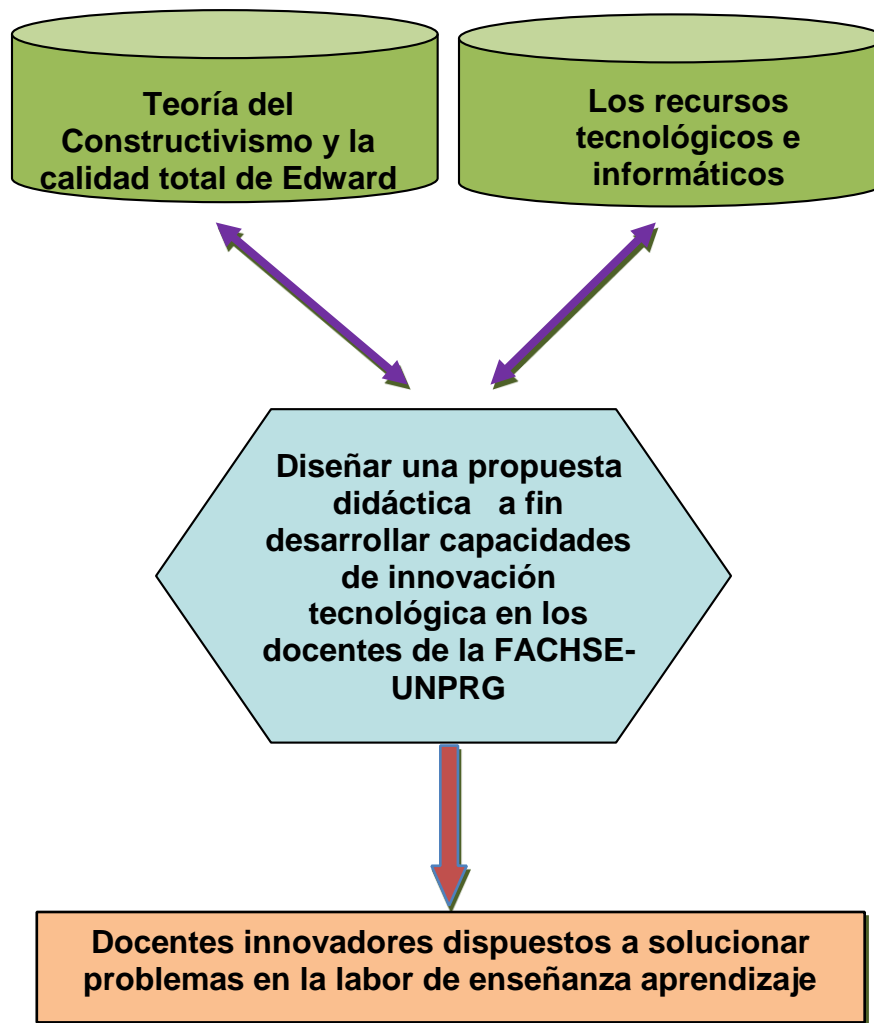 Teoría del
Constructivismo y la
calidad total de Edward
Los recursos
tecnológicos e
informáticos
Diseñar una propuesta
didáctica a fin
desarrollar capacidades
de innovación
tecnológica en los
docentes de la FACHSE-
UNPRG
Docentes innovadores dispuestos a solucionar
problemas en la labor de enseñanza aprendizaje